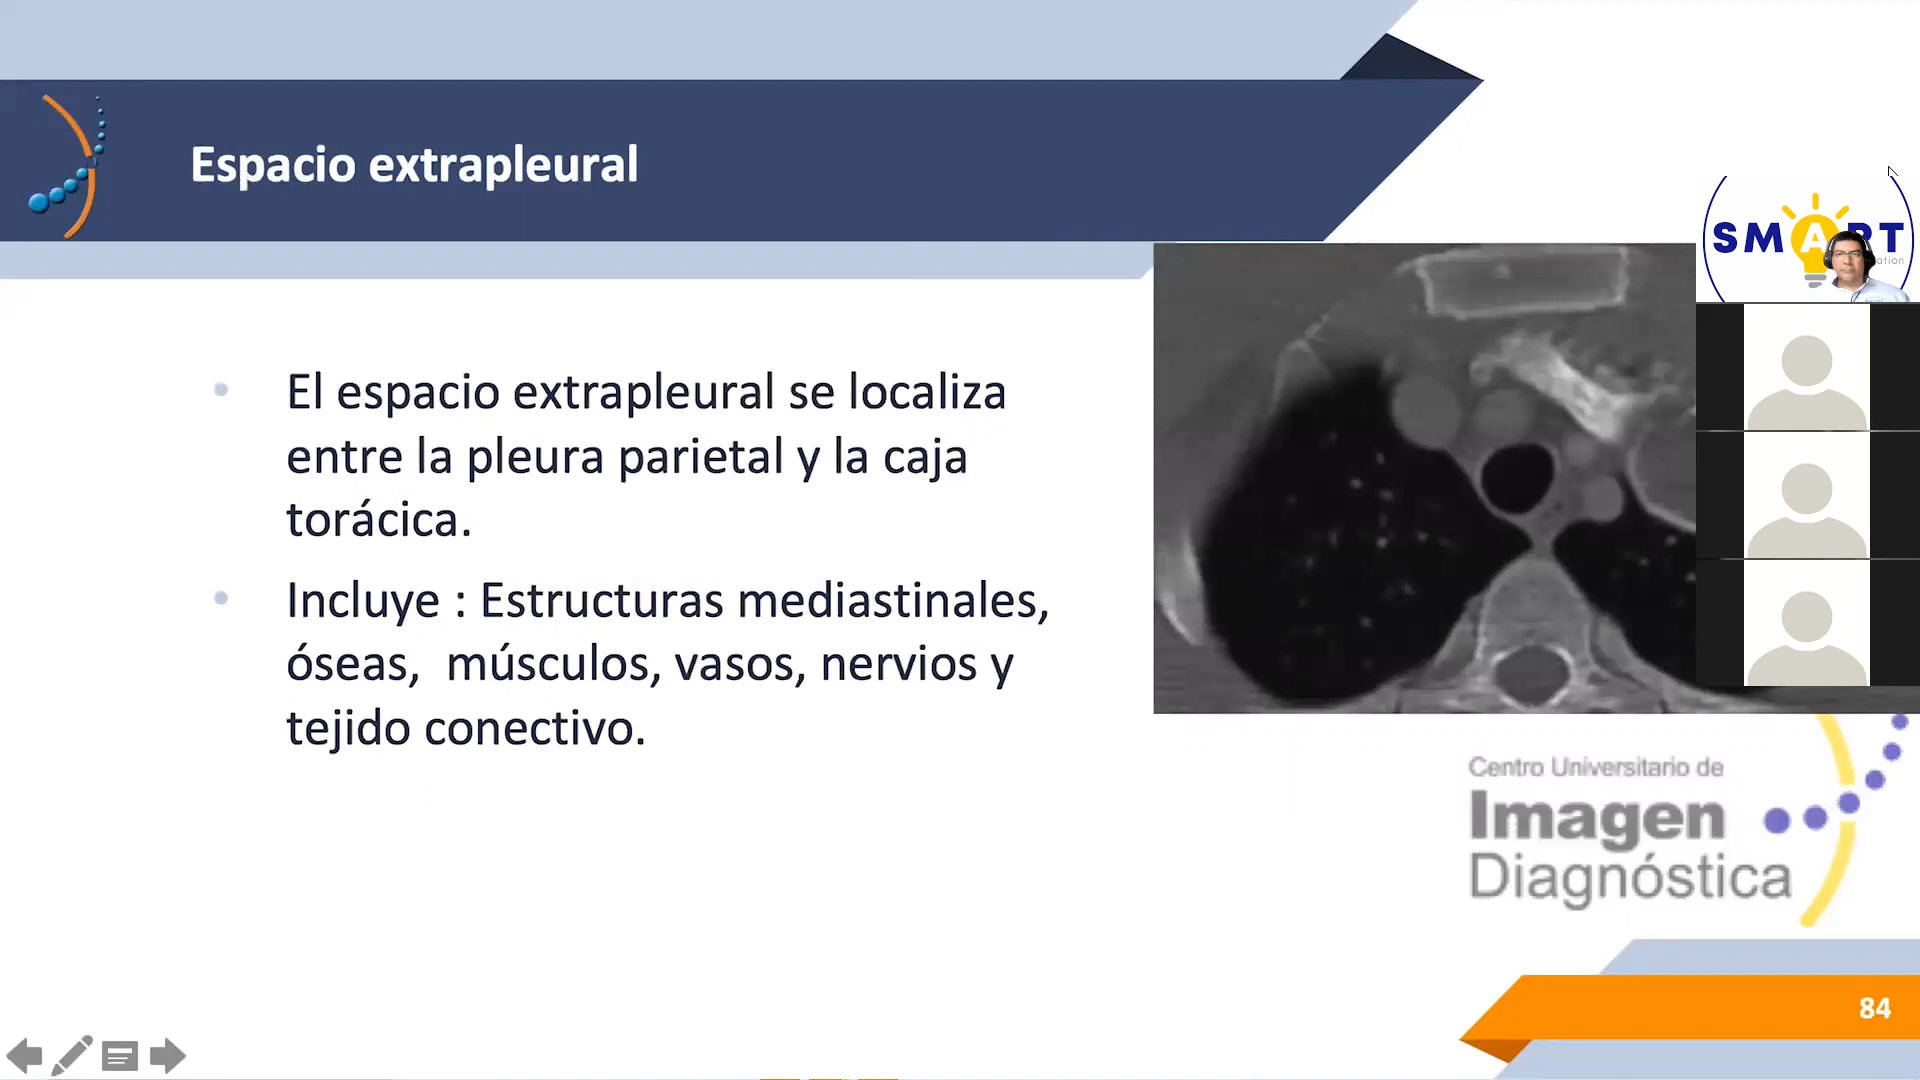 Espacio extrapleural
SMART
ation
El espacio extrapleural se localiza
entre la pleura parietal y la caja
torácica.
Incluye : Estructuras mediastinales,
óseas,  músculos, vasos, nervios y
tejido conectivo.
Centro Universitario de
Imagen
Diagnóstica
84